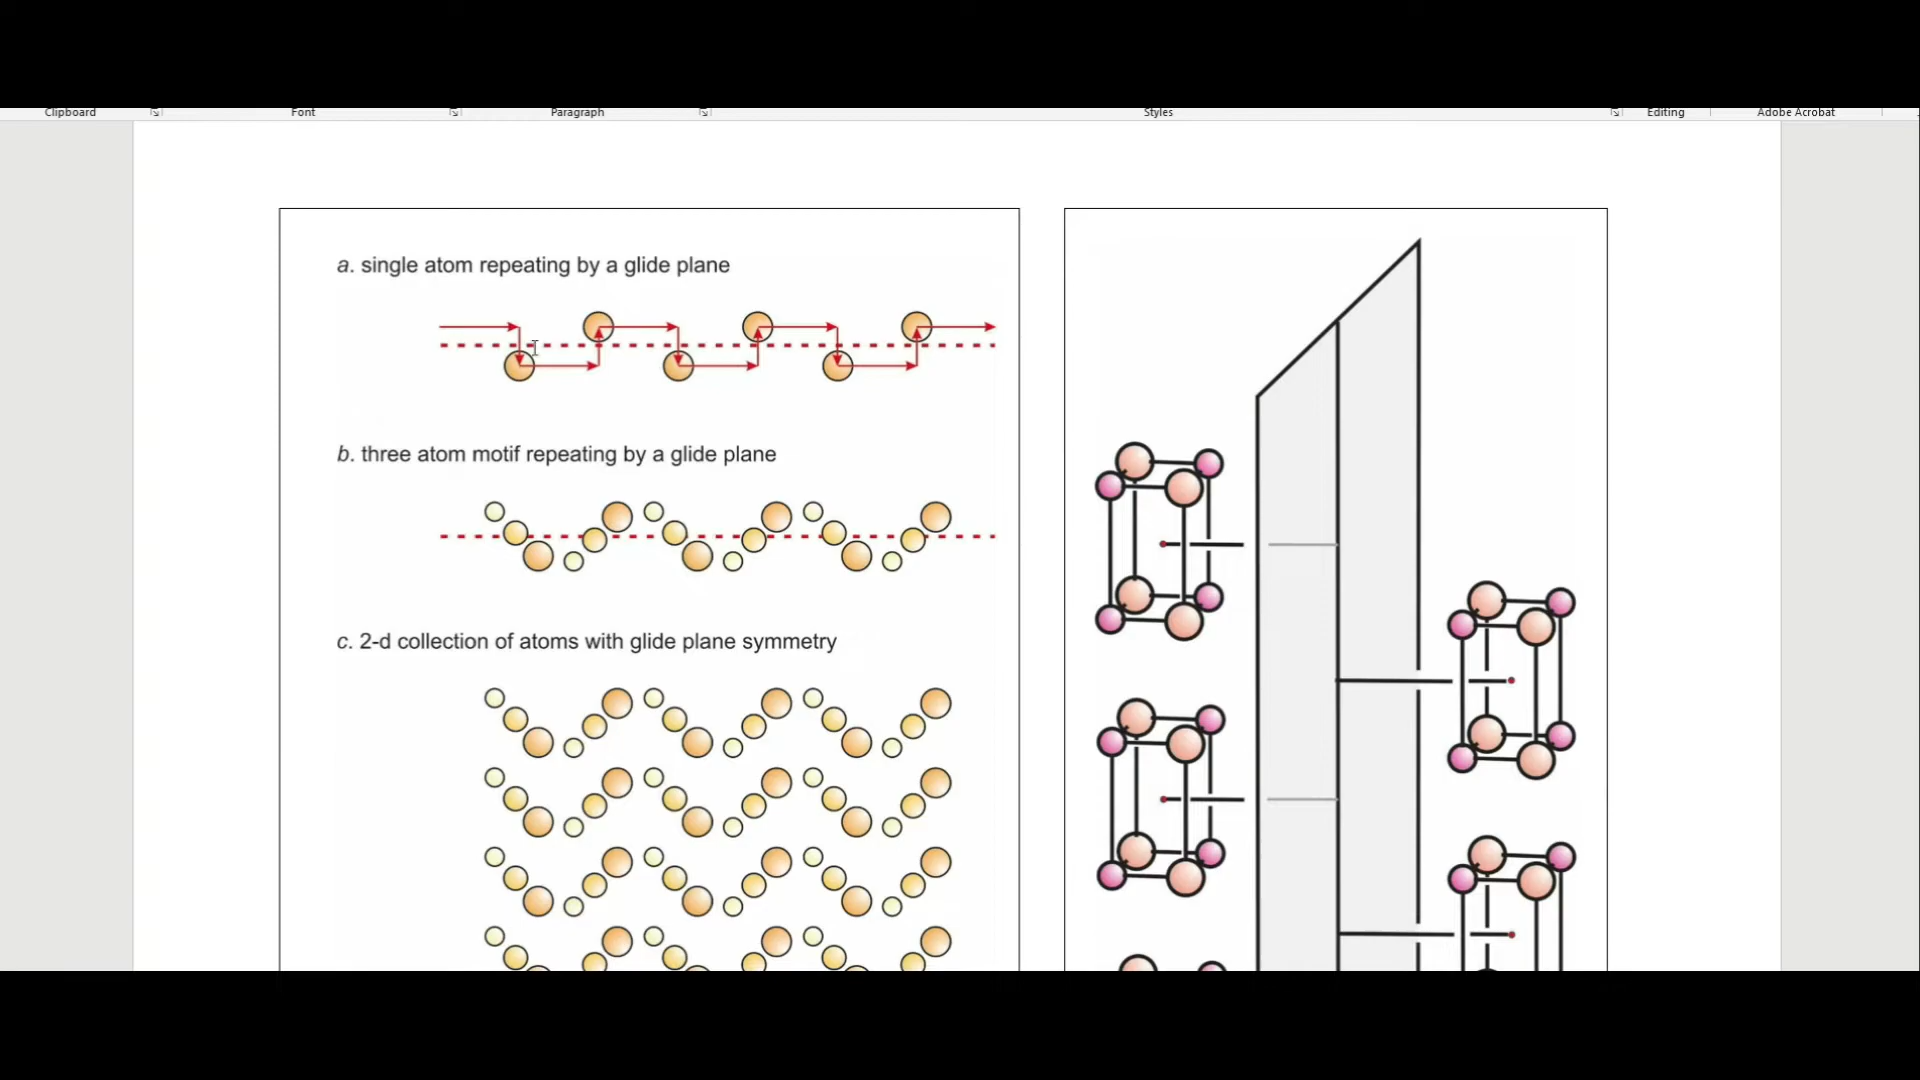 Clipboard
Font
Paragraph
Styles
Editing
Adobe Acrobat
a. single atom repeating by a glide plane
b. three atom motif repeating by a glide plane
c. 2-d collection of atoms with glide plane symmetry